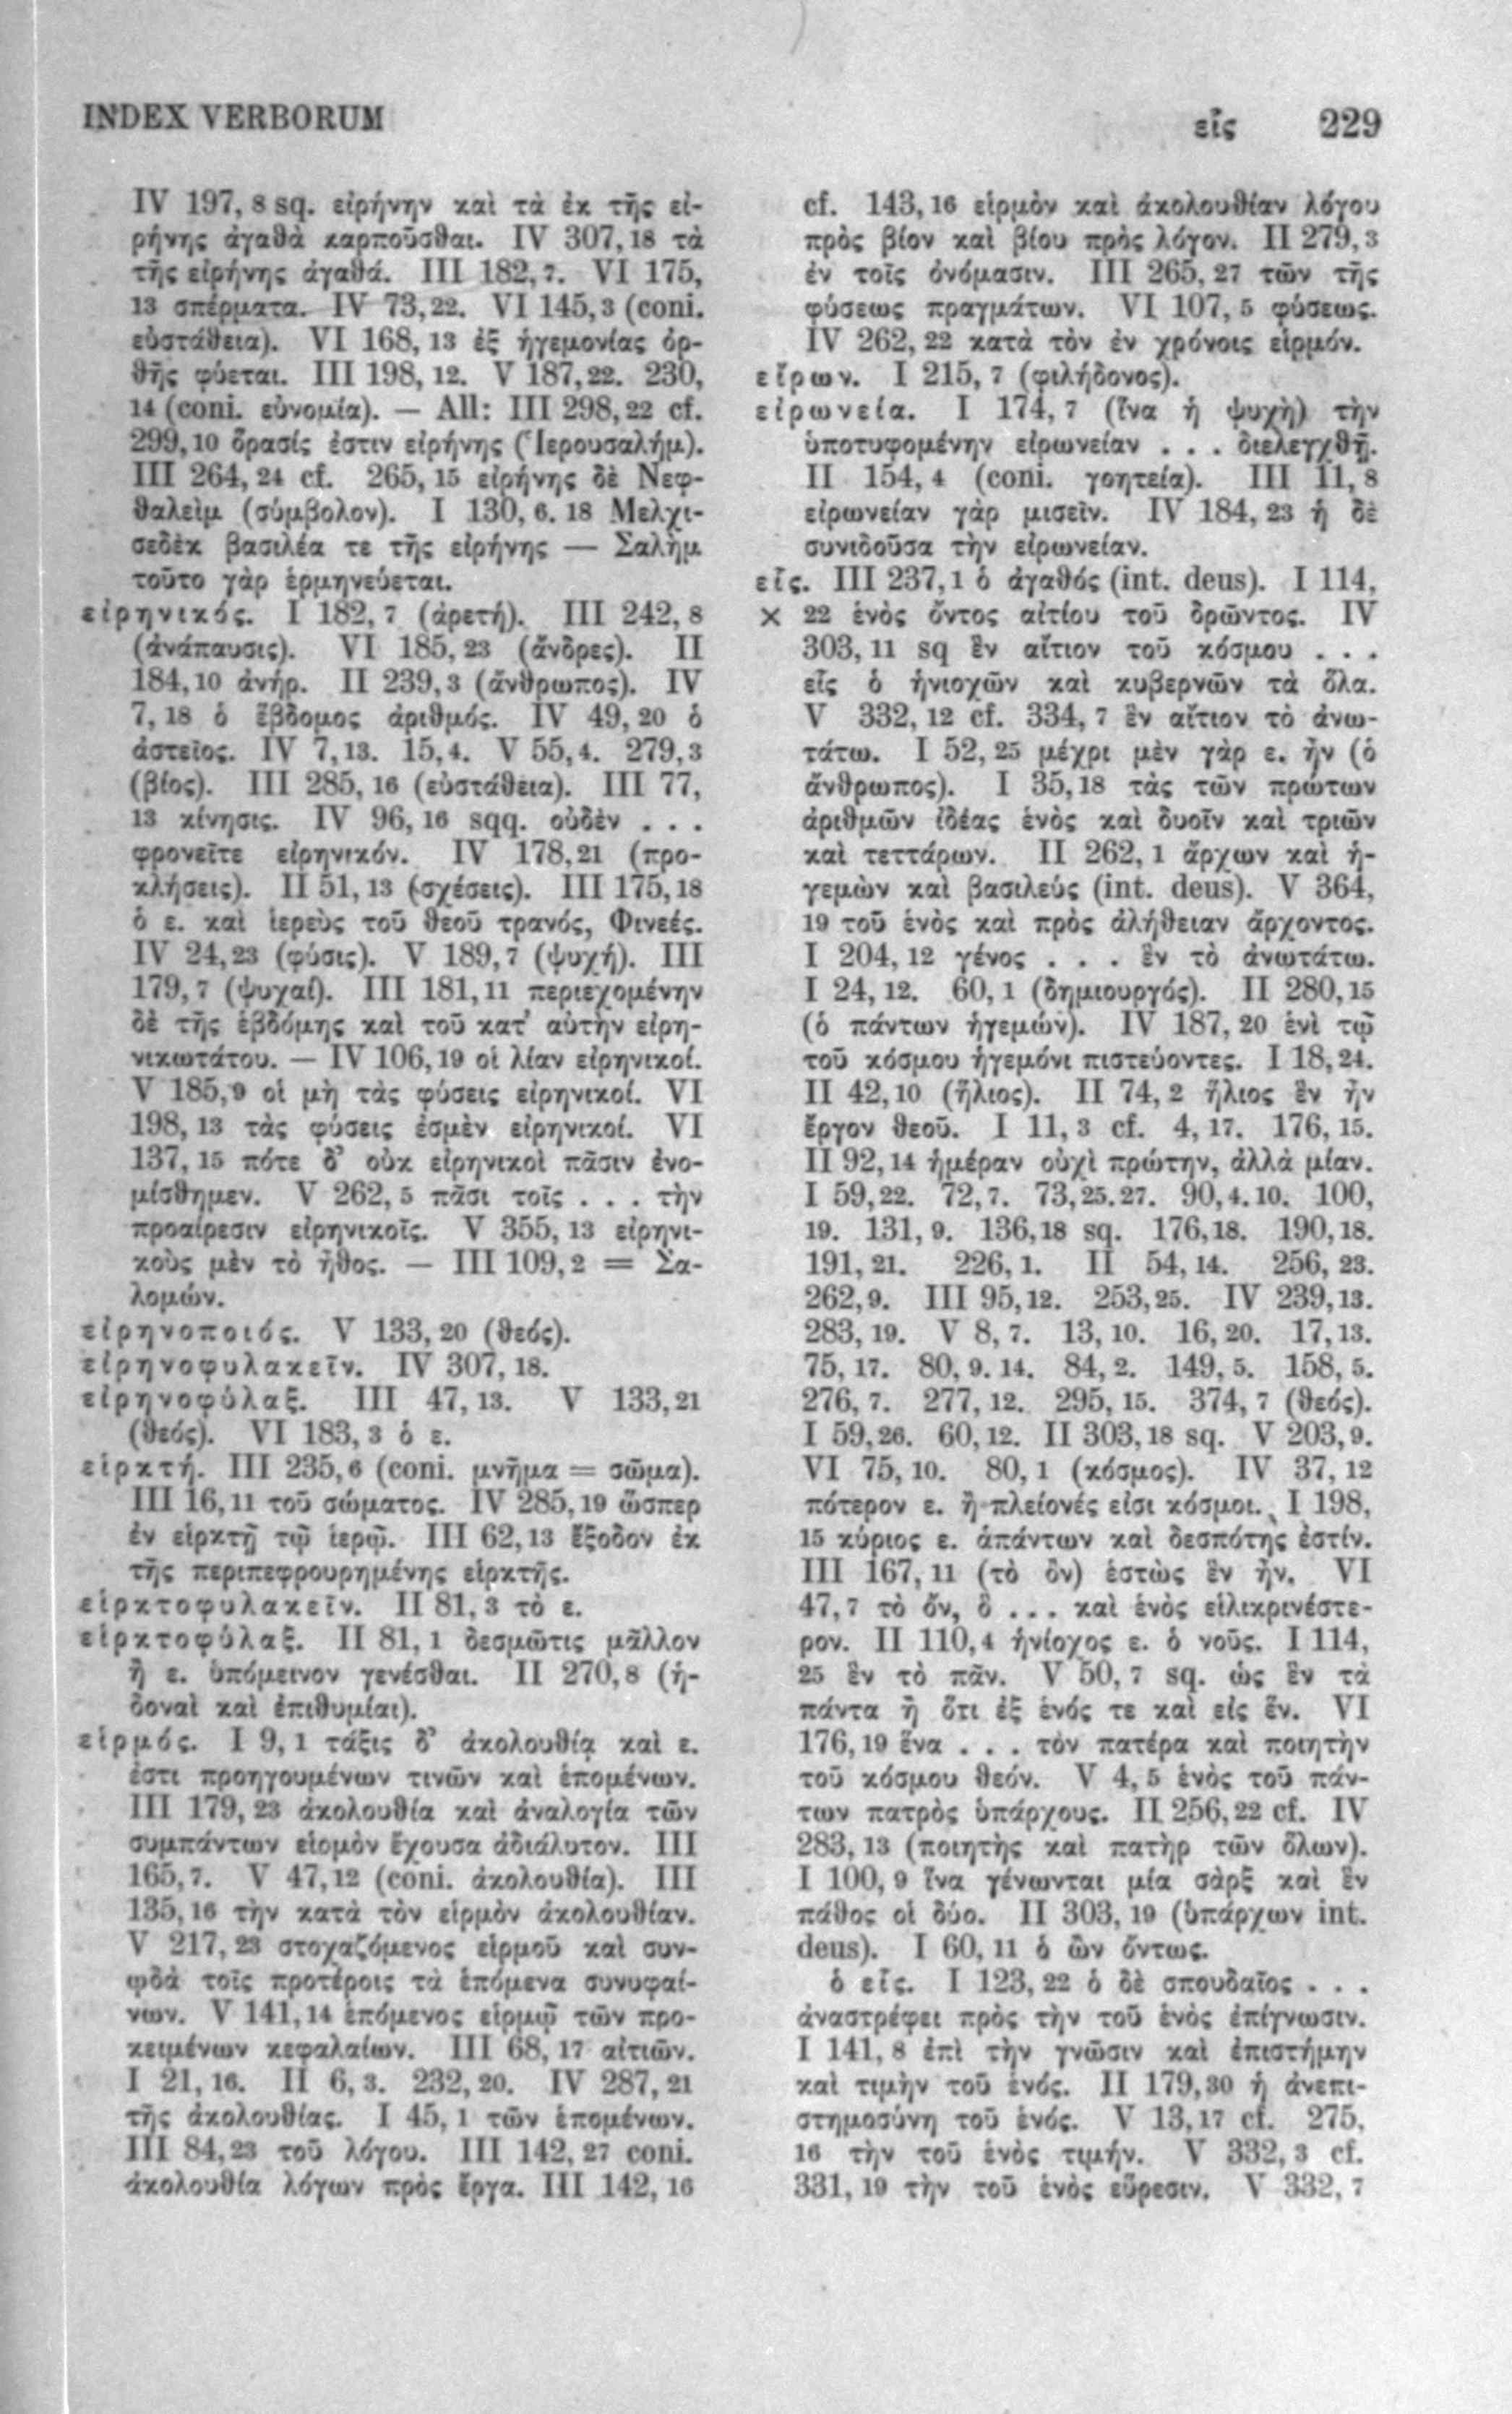 INDEX VERBORUM
εἷς 229
IV 197, 8 sq. εἰρήνην καὶ τὰ ἐκ τῆς εἰ-
ρήνης ἀγαθὰ καρποῦσθαι. IV 307, 18 τὰ
τῆς εἰρήνης ἀγαθά. III 182, 7. VI 175,
13 σπέρματα. IV 73, 22. VI 145, 3 (coni.
εὐστάθεια). VI 168, 13 ἐξ ἡγεμονίας ὀρ-
θῆς φύεται. III 198, 12. V 187, 22. 230,
14 (coni. εὐνομία). — All: III 298, 22 cf.
299, 10 ὅρασίς ἐστιν εἰρήνης (Ἱερουσαλήμ).
III 264, 24 cf. 265, 15 εἰρήνης δὲ Νεφ-
θαλεὶμ (σύμβολον). I 130, 6. 18 Μελχι-
σεδὲκ βασιλέα τε τῆς εἰρήνης — Σαλὴμ
τοῦτο γὰρ ἑρμηνεύεται.
εἰρηνικός. I 182, 7 (ἀρετή). III 242, 8
(ἀνάπαυσις). VI 185, 23 (ἄνδρες). II
184, 10 ἀνήρ. II 239, 3 (ἄνθρωπος). IV
7, 18 ὁ ἕβδομος ἀριθμός. IV 49, 20 ὁ
ἀστεῖος. IV 7, 13. 15, 4. V 55, 4. 279, 3
(βίος). III 285, 16 (εὐστάθεια). III 77,
13 κίνησις. IV 96, 16 sqq. οὐδὲν . . .
φρονεῖτε εἰρηνικόν. IV 178, 21 (προ-
κλήσεις). II 51, 13 (σχέσεις). III 175, 18
ὁ ε. καὶ ἱερεὺς τοῦ θεοῦ τρανός, Φινεές.
IV 24, 23 (φύσις). V 189, 7 (ψυχή). III
179, 7 (ψυχαί). III 181, 11 περιεχομένην
δὲ τῆς ἑβδόμης καὶ τοῦ κατ’ αὐτὴν εἰρη-
νικωτάτου. — IV 106, 19 οἱ λίαν εἰρηνικοί.
V 185, 9 οἱ μὴ τὰς φύσεις εἰρηνικοί. VI
198, 13 τὰς φύσεις ἐσμὲν εἰρηνικοί. VI
137, 15 πότε δ’ οὐκ εἰρηνικοὶ πᾶσιν ἐνο-
μίσθημεν. V 262, 5 πᾶσι τοῖς . . . τὴν
προαίρεσιν εἰρηνικοῖς. V 355, 13 εἰρηνι-
κοὺς μὲν τὸ ἦθος. — III 109, 2 = Σα-
λομών.
εἰρηνοποιός. V 133, 20 (θεός).
εἰρηνοφυλακεῖν. IV 307, 18.
εἰρηνοφύλαξ. III 47, 13. V 133, 21
(θεός). VI 183, 3 ὁ ε.
εἱρκτή. III 235, 6 (coni. μνῆμα = σῶμα).
III 16, 11 τοῦ σώματος. IV 285, 19 ὥσπερ
ἐν εἱρκτῇ τῷ ἱερῷ. III 62, 13 ἔξοδον ἐκ
τῆς περιπεφρουρημένης εἱρκτῆς.
εἱρκτοφυλακεῖν. II 81, 3 τὸ ε.
εἱρκτοφύλαξ. II 81, 1 δεσμῶτις μᾶλλον
ἢ ε. ὑπόμεινον γενέσθαι. II 270, 8 (ἡ-
δοναὶ καὶ ἐπιθυμίαι).
εἱρμός. I 9, 1 τάξις δ’ ἀκολουθία καὶ ε.
ἐστι προηγουμένων τινῶν καὶ ἑπομένων.
III 179, 23 ἀκολουθία καὶ ἀναλογία τῶν
συμπάντων εἱρμὸν ἔχουσα ἀδιάλυτον. III
165, 7. V 47, 12 (coni. ἀκολουθία). III
135, 16 τὴν κατὰ τὸν εἱρμὸν ἀκολουθίαν.
V 217, 23 στοχαζόμενος εἱρμοῦ καὶ συν-
ῳδὰ τοῖς προτέροις τὰ ἑπόμενα συνυφαί-
νων. V 141, 14 ἑπόμενος εἱρμῷ τῶν προ-
κειμένων κεφαλαίων. III 68, 17 αἰτιῶν.
I 21, 16. II 6, 3. 232, 20. IV 287, 21
τῆς ἀκολουθίας. I 45, 1 τῶν ἑπομένων.
III 84, 23 τοῦ λόγου. III 142, 27 coni.
ἀκολουθία λόγων πρὸς ἔργα. III 142, 16
cf. 143, 16 εἱρμὸν καὶ ἀκολουθίαν λόγου
πρὸς βίον καὶ βίου πρὸς λόγον. II 279, 3
ἐν τοῖς ὀνόμασιν. III 265, 27 τῶν τῆς
φύσεως πραγμάτων. VI 107, 5 φύσεως.
IV 262, 22 κατὰ τὸν ἐν χρόνοις εἱρμόν.
εἴρων. I 215, 7 (φιλήδονος).
εἰρωνεία. I 174, 7 (ἵνα ἡ ψυχὴ) τὴν
ὑποτυφομένην εἰρωνείαν . . . διελεγχθῇ.
II 154, 4 (coni. γοητεία). III 11, 8
εἰρωνείαν γὰρ μισεῖν. IV 184, 23 ἡ δὲ
συνιδοῦσα τὴν εἰρωνείαν.
εἷς. III 237, 1 ὁ ἀγαθός (int. deus). I 114,
× 22 ἑνὸς ὄντος αἰτίου τοῦ δρῶντος. IV
303, 11 sq ἓν αἴτιον τοῦ κόσμου . . .
εἷς ὁ ἡνιοχῶν καὶ κυβερνῶν τὰ ὅλα.
V 332, 12 cf. 334, 7 ἓν αἴτιον τὸ ἀνω-
τάτω. I 52, 25 μέχρι μὲν γὰρ ε. ἦν (ὁ
ἄνθρωπος). I 35, 18 τὰς τῶν πρώτων
ἀριθμῶν ἰδέας ἑνὸς καὶ δυοῖν καὶ τριῶν
καὶ τεττάρων. II 262, 1 ἄρχων καὶ ἡ-
γεμὼν καὶ βασιλεύς (int. deus). V 364,
19 τοῦ ἑνὸς καὶ πρὸς ἀλήθειαν ἄρχοντος.
I 204, 12 γένος . . . ἓν τὸ ἀνωτάτω.
I 24, 12. 60, 1 (δημιουργός). II 280, 15
(ὁ πάντων ἡγεμών). IV 187, 20 ἑνὶ τῷ
τοῦ κόσμου ἡγεμόνι πιστεύοντες. I 18, 24.
II 42, 10 (ἥλιος). II 74, 2 ἥλιος ἓν ἦν
ἔργον θεοῦ. I 11, 3 cf. 4, 17. 176, 15.
II 92, 14 ἡμέραν οὐχὶ πρώτην, ἀλλὰ μίαν.
I 59, 22. 72, 7. 73, 25. 27. 90, 4. 10. 100,
19. 131, 9. 136, 18 sq. 176, 18. 190, 18.
191, 21. 226, 1. II 54, 14. 256, 23.
262, 9. III 95, 12. 253, 25. IV 239, 13.
283, 19. V 8, 7. 13, 10. 16, 20. 17, 13.
75, 17. 80, 9. 14. 84, 2. 149, 5. 158, 5.
276, 7. 277, 12. 295, 15. 374, 7 (θεός).
I 59, 26. 60, 12. II 303, 18 sq. V 203, 9.
VI 75, 10. 80, 1 (κόσμος). IV 37, 12
πότερον ε. ἢ πλείονές εἰσι κόσμοι. I 198,
15 κύριος ε. ἁπάντων καὶ δεσπότης ἐστίν.
III 167, 11 (τὸ ὂν) ἑστὼς ἓν ἦν. VI
47, 7 τὸ ὄν, ὃ . . . καὶ ἑνὸς εἱλικρινέστε-
ρον. II 110, 4 ἡνίοχος ε. ὁ νοῦς. I 114,
25 ἓν τὸ πᾶν. V 50, 7 sq. ὡς ἓν τὰ
πάντα ἢ ὅτι ἐξ ἑνός τε καὶ εἰς ἕν. VI
176, 19 ἕνα . . . τὸν πατέρα καὶ ποιητὴν
τοῦ κόσμου θεόν. V 4, 5 ἑνὸς τοῦ πάν-
των πατρὸς ὑπάρχους. II 256, 22 cf. IV
283, 13 (ποιητὴς καὶ πατὴρ τῶν ὅλων).
I 100, 9 ἵνα γένωνται μία σὰρξ καὶ ἓν
πάθος οἱ δύο. II 303, 19 (ὑπάρχων int.
deus). I 60, 11 ὁ ὢν ὄντως.
ὁ εἷς. I 123, 22 ὁ δὲ σπουδαῖος . . .
ἀναστρέφει πρὸς τὴν τοῦ ἑνὸς ἐπίγνωσιν.
I 141, 8 ἐπὶ τὴν γνῶσιν καὶ ἐπιστήμην
καὶ τιμὴν τοῦ ἑνός. II 179, 30 ἡ ἀνεπι-
στημοσύνη τοῦ ἑνός. V 13, 17 cf. 275,
16 τὴν τοῦ ἑνὸς τιμήν. V 332, 3 cf.
331, 19 τὴν τοῦ ἑνὸς εὕρεσιν. V 332, 7